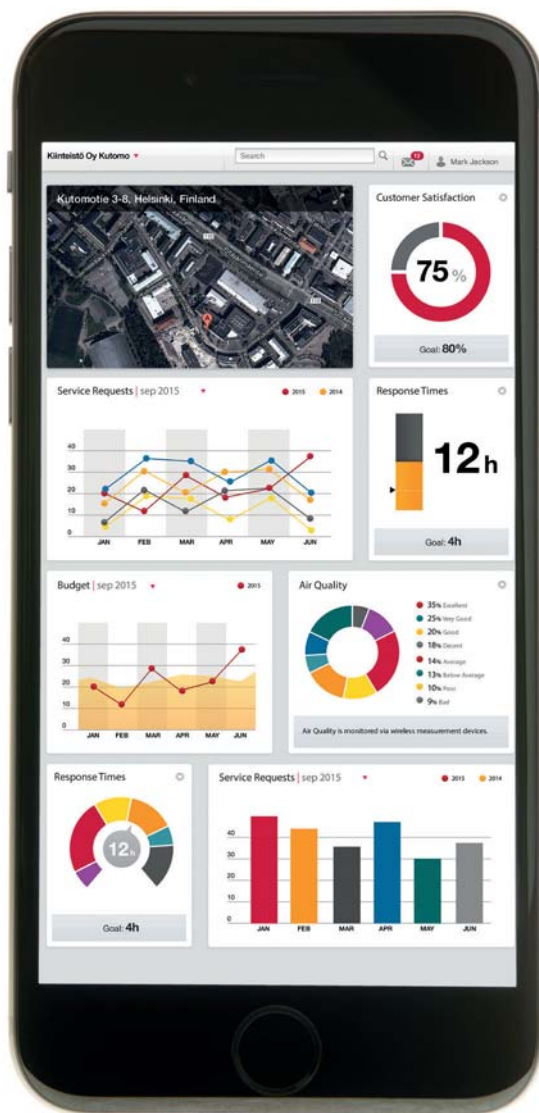 Kiinteistö Oy Kutomo
Search
12
Mark Jackson
Kutomotie 3-8, Helsinki, Finland
Customer Satisfaction
75 %
Goal: 80%
Service Requests | sep 2015
2015
2014
40
30
20
10
0
JAN FEB MAR APR MAY JUN
Response Times
12h
Goal: 4h
Budget | sep 2015
2015
40
30
20
10
0
JAN FEB MAR APR MAY JUN
Air Quality
35% Excellent
25% Very Good
20% Good
18% Decent
14% Average
13% Below Average
10% Poor
9% Bad
Air Quality is monitored via wireless measurement devices.
Response Times
12h
Goal: 4h
Service Requests | sep 2015
2015
2014
40
30
20
10
0
JAN FEB MAR APR MAY JUN